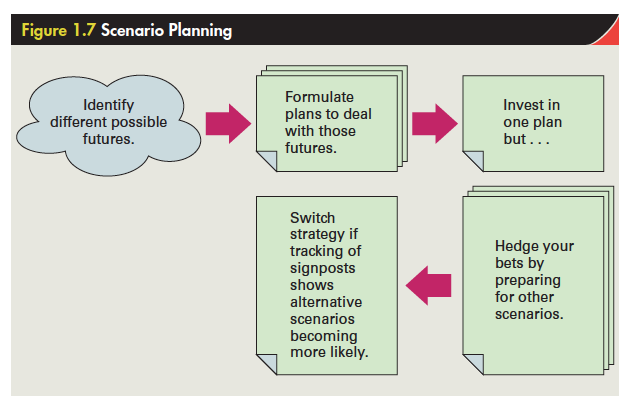 Figure 1.7 Scenario Planning
Identify
different possible
futures.
Formulate
plans to deal
with those
futures.
Invest in
one plan
but . . .
Hedge your
bets by
preparing
for other
scenarios.
Switch
strategy if
tracking of
signposts
shows
alternative
scenarios
becoming
more likely.